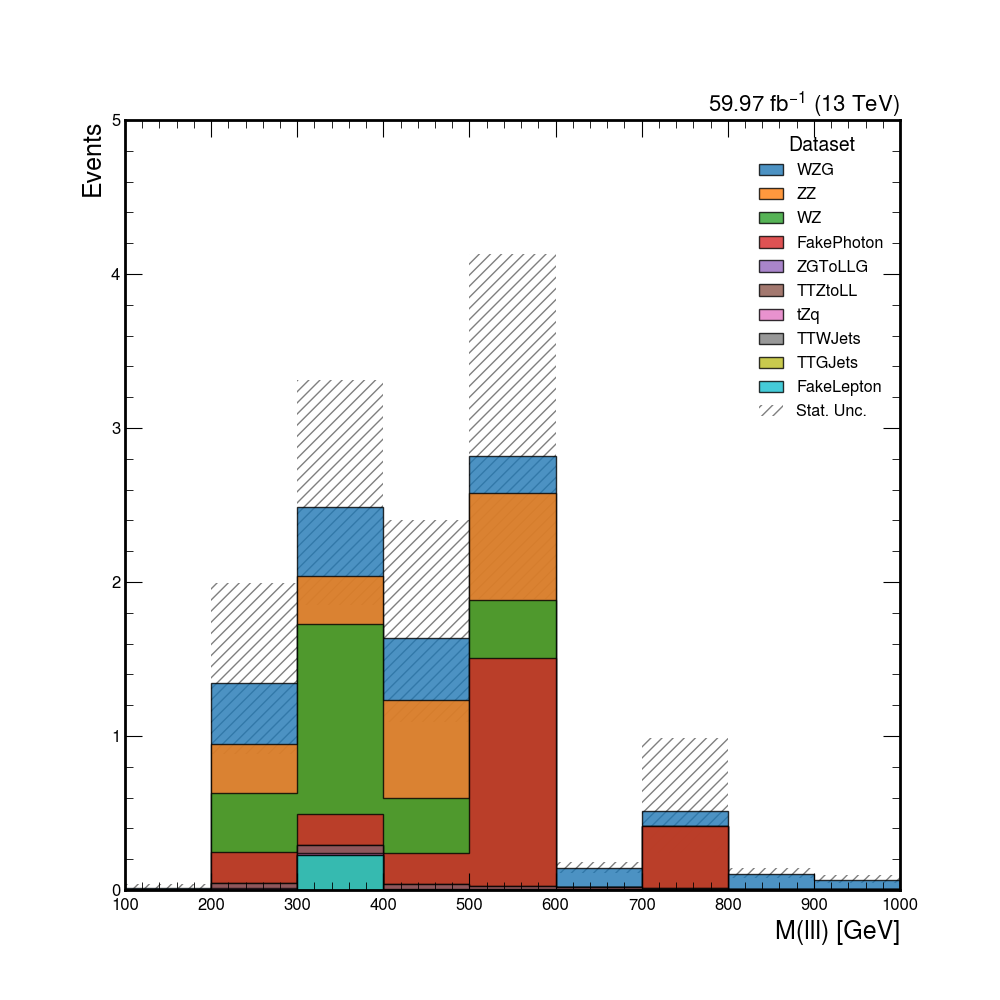 59.97 fb⁻¹ (13 TeV)
Events
5
4
3
2
1
0
Dataset
WZG
ZZ
WZ
FakePhoton
ZGToLLG
TTZtoLL
tZq
TTWJets
TTGJets
FakeLepton
Stat. Unc.
100 200 300 400 500 600 700 800 900 1000
M(lll) [GeV]